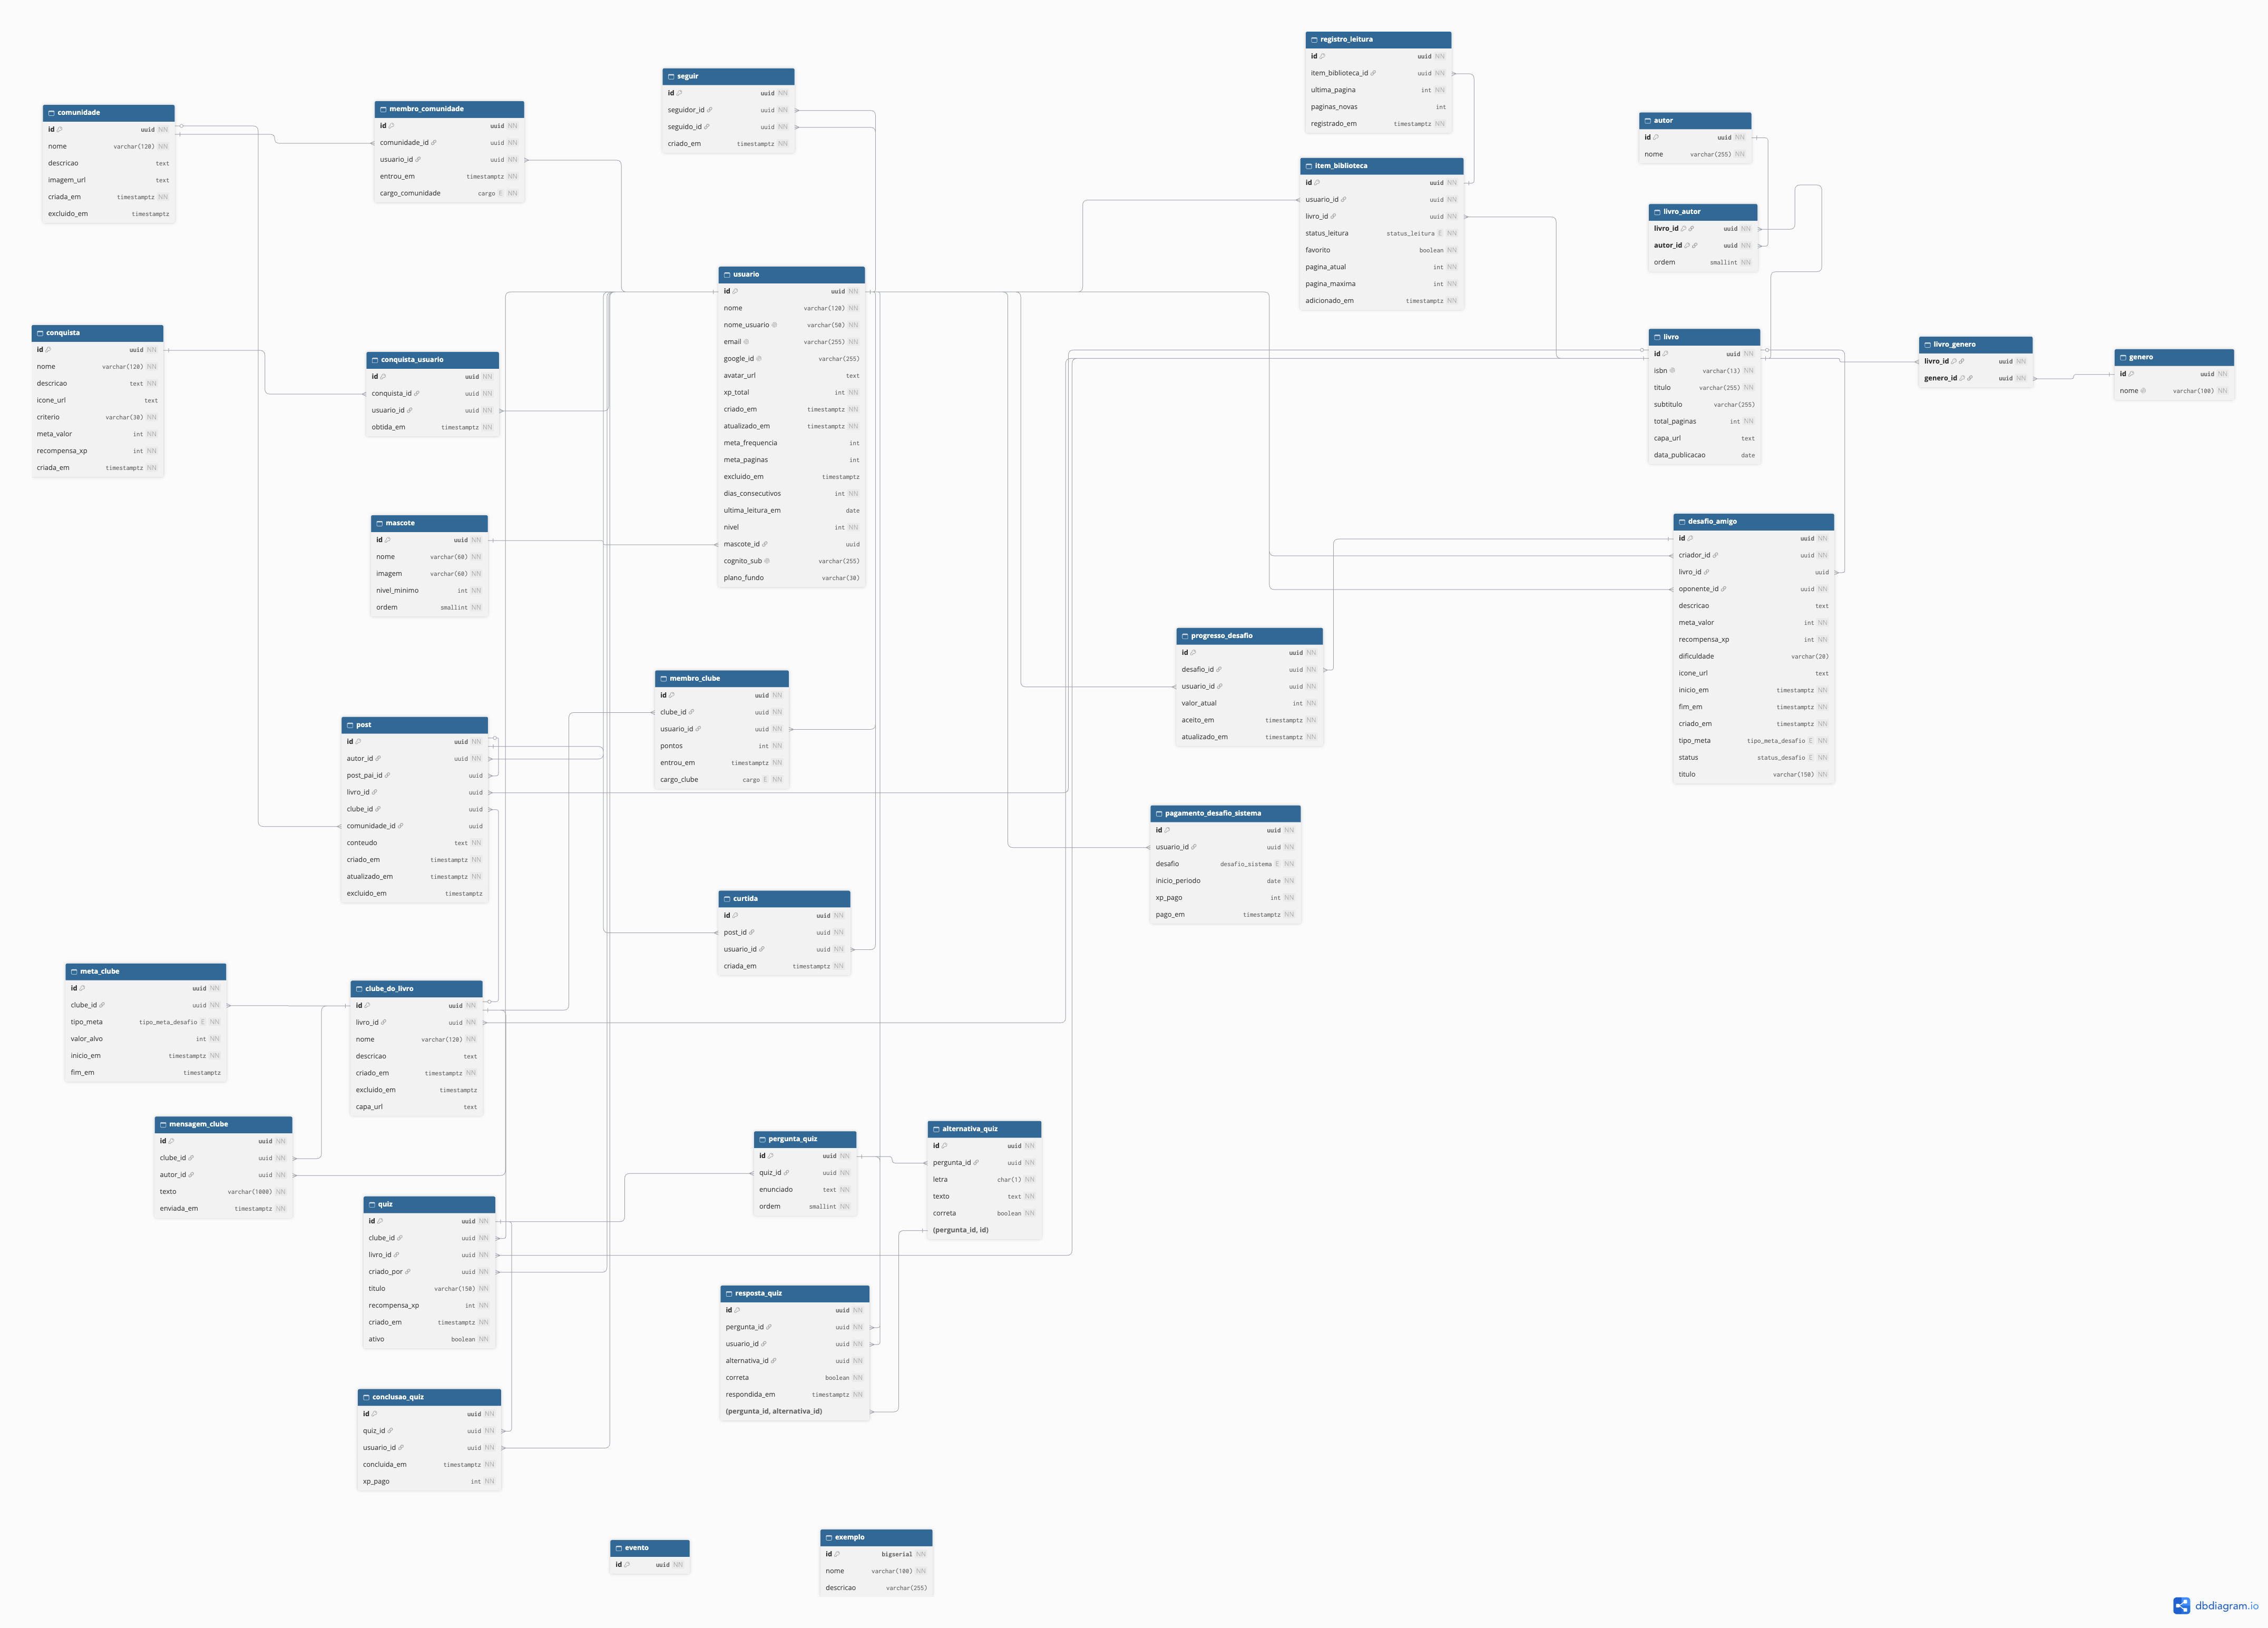 registro_leitura
id uuid NN
item_biblioteca_id uuid NN
ultima_pagina int NN
paginas_novas int
registrado_em timestamptz NN
seguir
id uuid NN
seguidor_id uuid NN
seguido_id uuid NN
criado_em timestamptz NN
comunidade
id uuid NN
nome varchar(120) NN
descricao text
imagem_url text
criada_em timestamptz NN
excluido_em timestamptz
membro_comunidade
id uuid NN
comunidade_id uuid NN
usuario_id uuid NN
entrou_em timestamptz NN
cargo_comunidade cargo E NN
autor
id uuid NN
nome varchar(255) NN
item_biblioteca
id uuid NN
usuario_id uuid NN
livro_id uuid NN
status_leitura status_leitura E NN
favorito boolean NN
pagina_atual int NN
pagina_maxima int NN
adicionado_em timestamptz NN
livro_autor
livro_id uuid NN
autor_id uuid NN
ordem smallint NN
usuario
id uuid NN
nome varchar(120) NN
nome_usuario varchar(50) NN
email varchar(255) NN
google_id varchar(255)
avatar_url text
xp_total int NN
criado_em timestamptz NN
atualizado_em timestamptz NN
meta_frequencia int
meta_paginas int
excluido_em timestamptz
dias_consecutivos int NN
ultima_leitura_em date
nivel int NN
mascote_id uuid
cognito_sub varchar(255)
plano_fundo varchar(30)
conquista
id uuid NN
nome varchar(120) NN
descricao text NN
icone_url text
criterio varchar(30) NN
meta_valor int NN
recompensa_xp int NN
criada_em timestamptz NN
conquista_usuario
id uuid NN
conquista_id uuid NN
usuario_id uuid NN
obtida_em timestamptz NN
livro
id uuid NN
isbn varchar(13) NN
titulo varchar(255) NN
subtitulo varchar(255)
total_paginas int NN
capa_url text
data_publicacao date
livro_genero
livro_id uuid NN
genero_id uuid NN
genero
id uuid NN
nome varchar(100) NN
mascote
id uuid NN
nome varchar(60) NN
imagem varchar(60) NN
nivel_minimo int NN
ordem smallint NN
desafio_amigo
id uuid NN
criador_id uuid NN
livro_id uuid
oponente_id uuid NN
descricao text
meta_valor int NN
recompensa_xp int NN
dificuldade varchar(20)
icone_url text
inicio_em timestamptz NN
fim_em timestamptz NN
criado_em timestamptz NN
tipo_meta tipo_meta_desafio E NN
status status_desafio E NN
titulo varchar(150) NN
progresso_desafio
id uuid NN
desafio_id uuid NN
usuario_id uuid NN
valor_atual int NN
aceito_em timestamptz NN
atualizado_em timestamptz NN
membro_clube
id uuid NN
clube_id uuid NN
usuario_id uuid NN
pontos int NN
entrou_em timestamptz NN
cargo_clube cargo E NN
post
id uuid NN
autor_id uuid NN
post_pai_id uuid
livro_id uuid
clube_id uuid
comunidade_id uuid
conteudo text NN
criado_em timestamptz NN
atualizado_em timestamptz NN
excluido_em timestamptz
pagamento_desafio_sistema
id uuid NN
usuario_id uuid NN
desafio desafio_sistema E NN
inicio_periodo date NN
xp_pago int NN
pago_em timestamptz NN
curtida
id uuid NN
post_id uuid NN
usuario_id uuid NN
criada_em timestamptz NN
meta_clube
id uuid NN
clube_id uuid NN
tipo_meta tipo_meta_desafio E NN
valor_alvo int NN
inicio_em timestamptz NN
fim_em timestamptz
clube_do_livro
id uuid NN
livro_id uuid NN
nome varchar(120) NN
descricao text
criado_em timestamptz NN
excluido_em timestamptz
capa_url text
mensagem_clube
id uuid NN
clube_id uuid NN
autor_id uuid NN
texto varchar(1000) NN
enviada_em timestamptz NN
pergunta_quiz
id uuid NN
quiz_id uuid NN
enunciado text NN
ordem smallint NN
alternativa_quiz
id uuid NN
pergunta_id uuid NN
letra char(1) NN
texto text NN
correta boolean NN
(pergunta_id, id)
quiz
id uuid NN
clube_id uuid NN
livro_id uuid NN
criado_por uuid NN
titulo varchar(150) NN
recompensa_xp int NN
criado_em timestamptz NN
ativo boolean NN
resposta_quiz
id uuid NN
pergunta_id uuid NN
usuario_id uuid NN
alternativa_id uuid NN
correta boolean NN
respondida_em timestamptz NN
(pergunta_id, alternativa_id)
conclusao_quiz
id uuid NN
quiz_id uuid NN
usuario_id uuid NN
concluida_em timestamptz NN
xp_pago int NN
evento
id uuid NN
exemplo
id bigserial NN
nome varchar(100) NN
descricao varchar(255)
dbdiagram.io